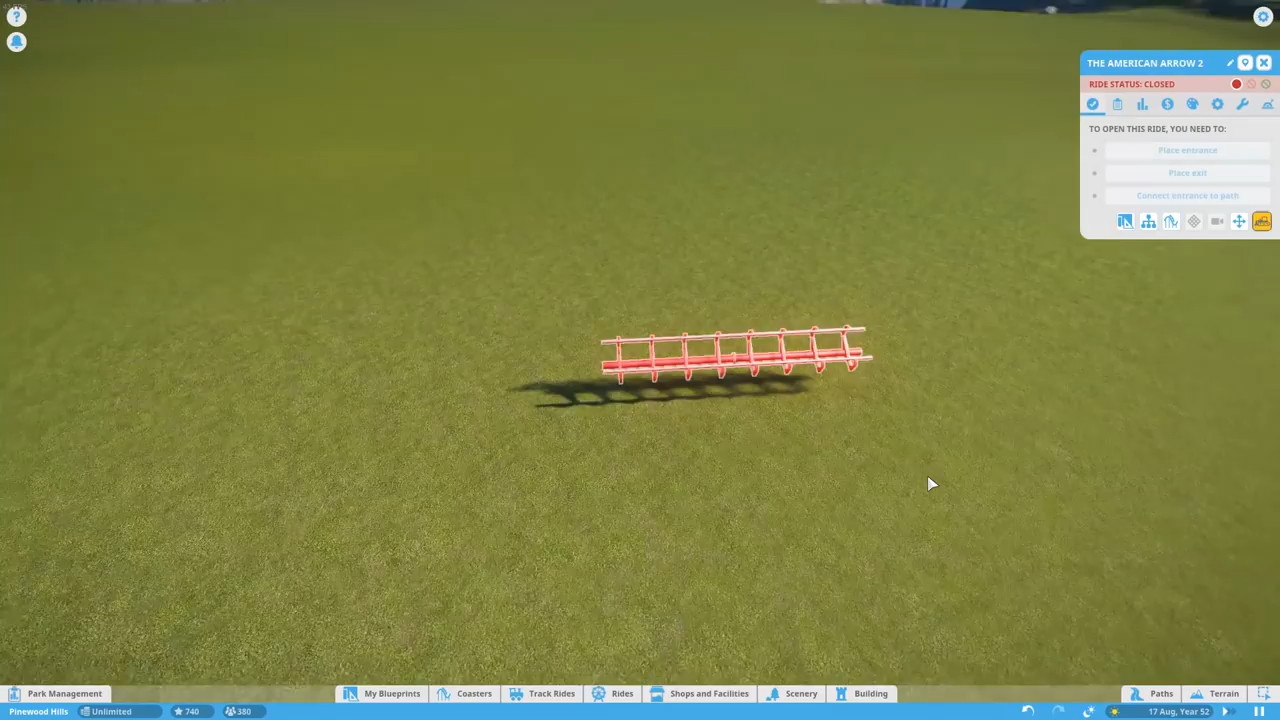 THE AMERICAN ARROW 2
RIDE STATUS: CLOSED
TO OPEN THIS RIDE, YOU NEED TO:
Place entrance
Place exit
Connect entrance to path
Park Management
My Blueprints
Coasters
Track Rides
Rides
Shops and Facilities
Scenery
Building
Paths
Terrain
Pinewood Hills
Unlimited
740
380
17 Aug, Year 52